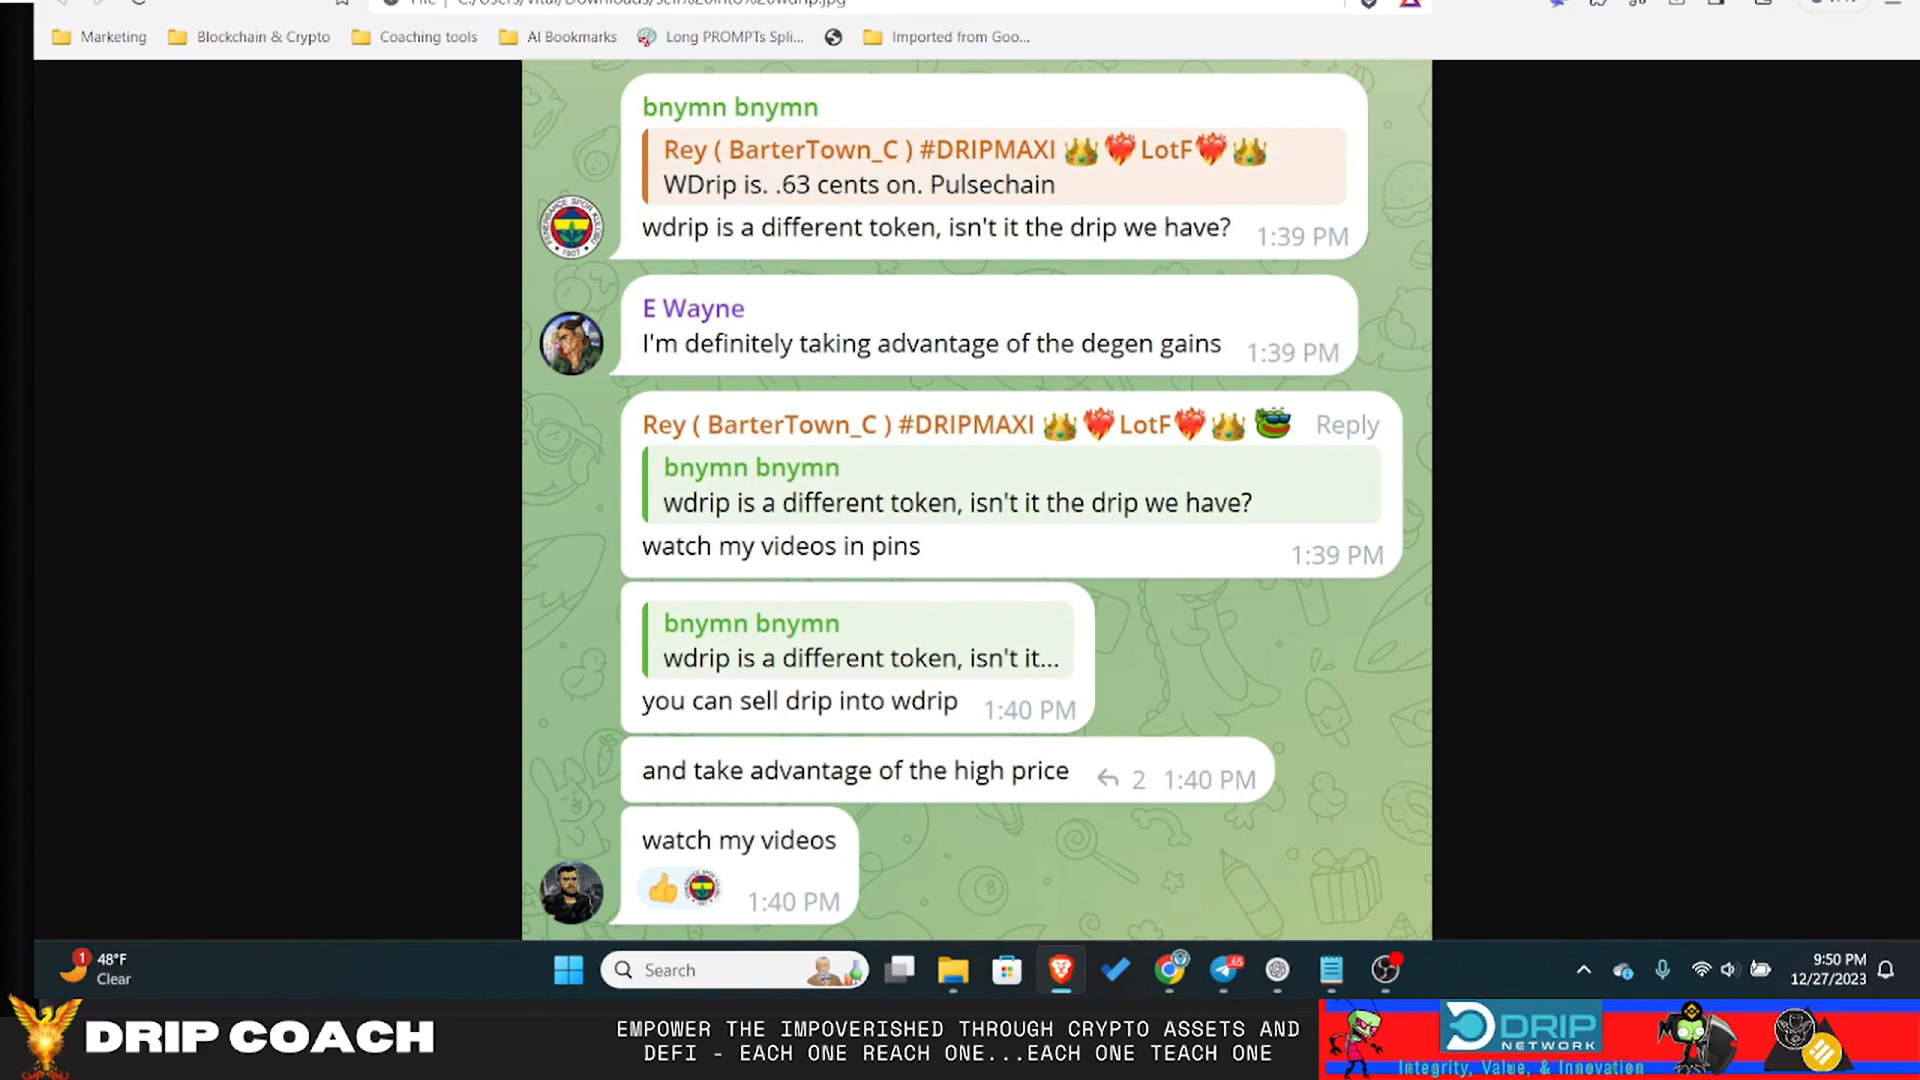 Marketing
Blockchain & Crypto
Coaching tools
AI Bookmarks
Long PROMPTs Spli...
Imported from Goo...
bnymn bnymn
Rey ( BarterTown_C ) #DRIPMAXI 👑❤️‍🔥LotF❤️‍🔥👑
WDrip is. .63 cents on. Pulsechain
wdrip is a different token, isn't it the drip we have?
1:39 PM
E Wayne
I'm definitely taking advantage of the degen gains
1:39 PM
Rey ( BarterTown_C ) #DRIPMAXI 👑❤️‍🔥LotF❤️‍🔥👑 Reply
bnymn bnymn
wdrip is a different token, isn't it the drip we have?
watch my videos in pins
1:39 PM
bnymn bnymn
wdrip is a different token, isn't it...
you can sell drip into wdrip
1:40 PM
and take advantage of the high price
2 1:40 PM
watch my videos
👍
1:40 PM
1
48°F
Clear
Search
65
9:50 PM
12/27/2023
DRIP COACH
EMPOWER THE IMPOVERISHED THROUGH CRYPTO ASSETS AND
DEFI - EACH ONE REACH ONE...EACH ONE TEACH ONE
DRIP
NETWORK
Integrity, Value, & Innovation